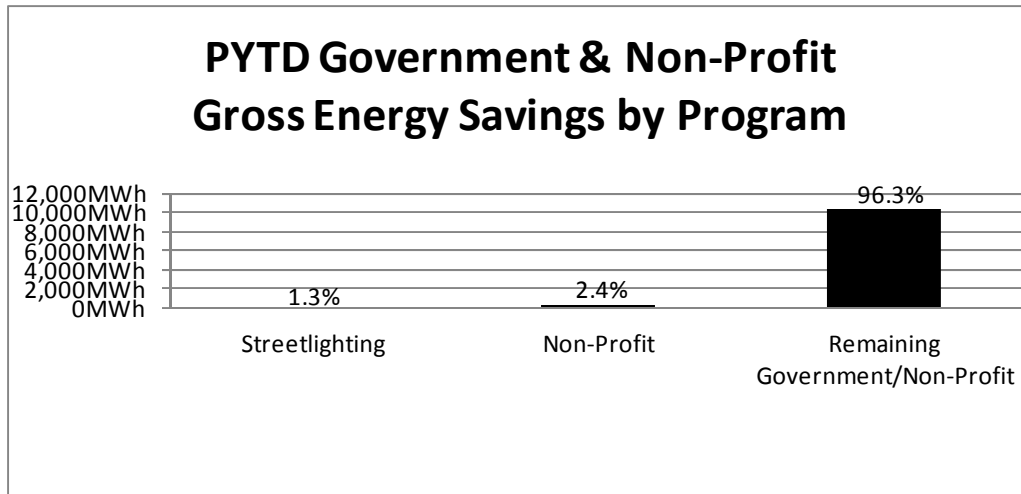 PYTD Government & Non-Profit
Gross Energy Savings by Program
12,000MWh
10,000MWh
8,000MWh
6,000MWh
4,000MWh
2,000MWh
0MWh
1.3%
2.4%
96.3%
Streetlighting
Non-Profit
Remaining
Government/Non-Profit